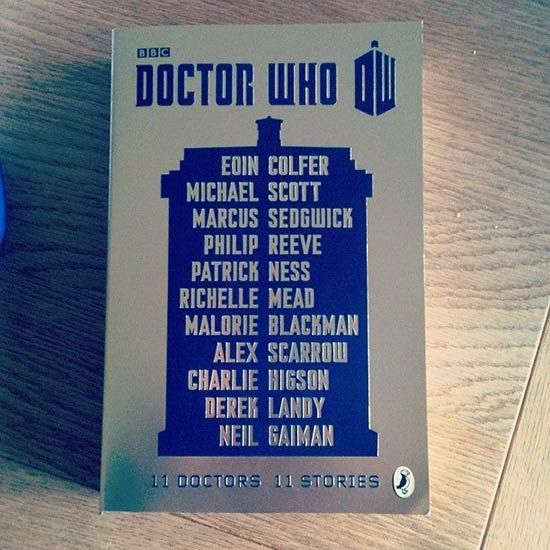 BBC
DOCTOR WHO DW
EOIN COLFER
MICHAEL SCOTT
MARCUS SEDGWICK
PHILIP REEVE
PATRICK NESS
RICHELLE MEAD
MALORIE BLACKMAN
ALEX SCARROW
CHARLIE HIGSON
DEREK LANDY
NEIL GAIMAN
11 DOCTORS 11 STORIES